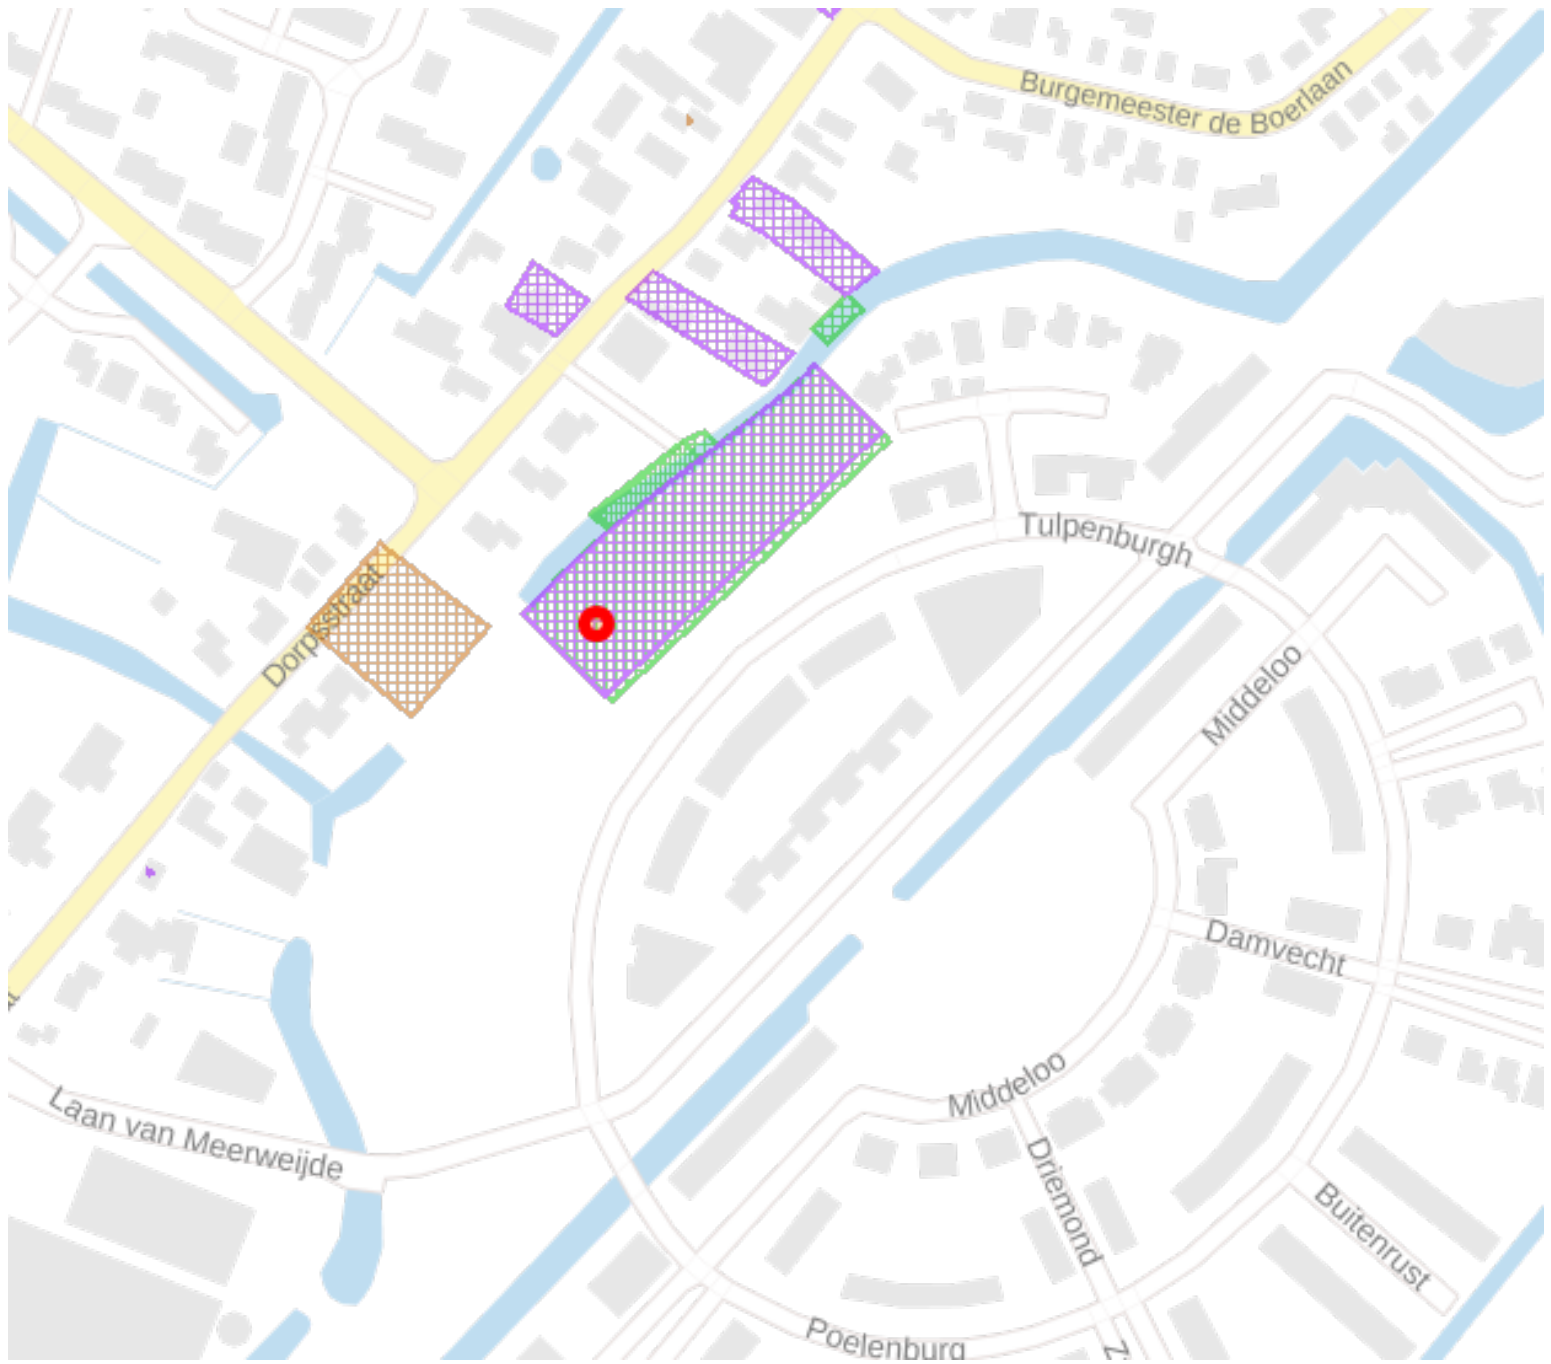 Burgemeester de Boerlaan
Tulpenburgh
Dorpsstraat
Middeloo
Damvecht
Middeloo
Laan van Meerweijde
Driemond
Buitenrust
Poelenburg